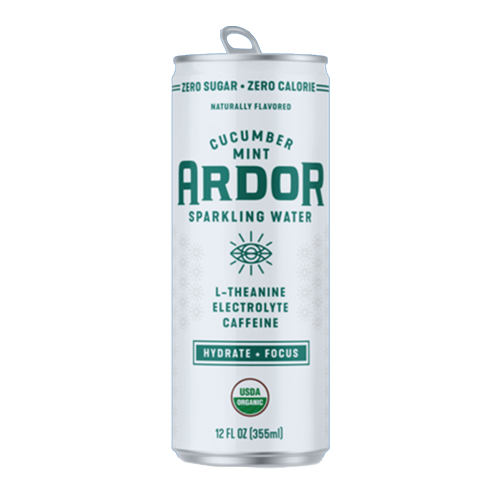 ZERO SUGAR • ZERO CALORIE
NATURALLY FLAVORED
CUCUMBER
MINT
ARDOR
SPARKLING WATER
L-THEANINE
ELECTROLYTE
CAFFEINE
HYDRATE + FOCUS
USDA
ORGANIC
12 FL OZ (355ml)